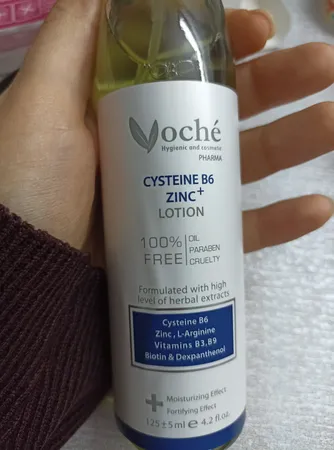 Voché
Hygienic and cosmetic
PHARMA
CYSTEINE B6
ZINC+
LOTION
100%
FREE
OIL
PARABEN
CRUELTY
Formulated with high
level of herbal extracts
Cysteine B6
Zinc, L-Arginine
Vitamins B3,B9
Biotin & Dexpanthenol
+ Moisturizing Effect
+ Fortifying Effect
125 ± 5 ml e 4.2 fl.oz.